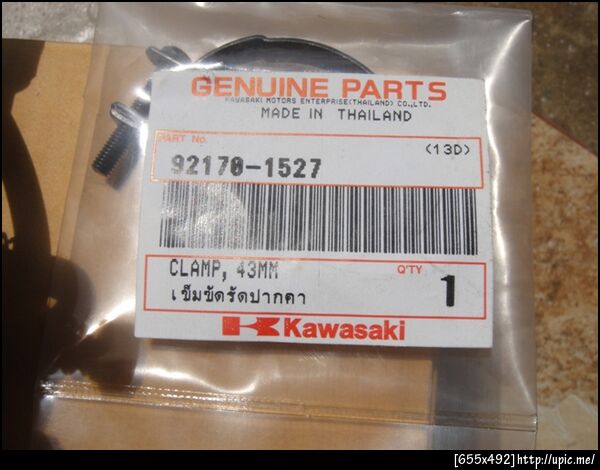 GENUINE PARTS
KAWASAKI MOTORS ENTERPRISE(THAILAND) CO.,LTD.
MADE IN THAILAND
PART No.
(13D)
92170-1527
CLAMP, 43MM
Q'TY
1
เข็มขัดรัดปากคา
Kawasaki
[655x492]http://upic.me/